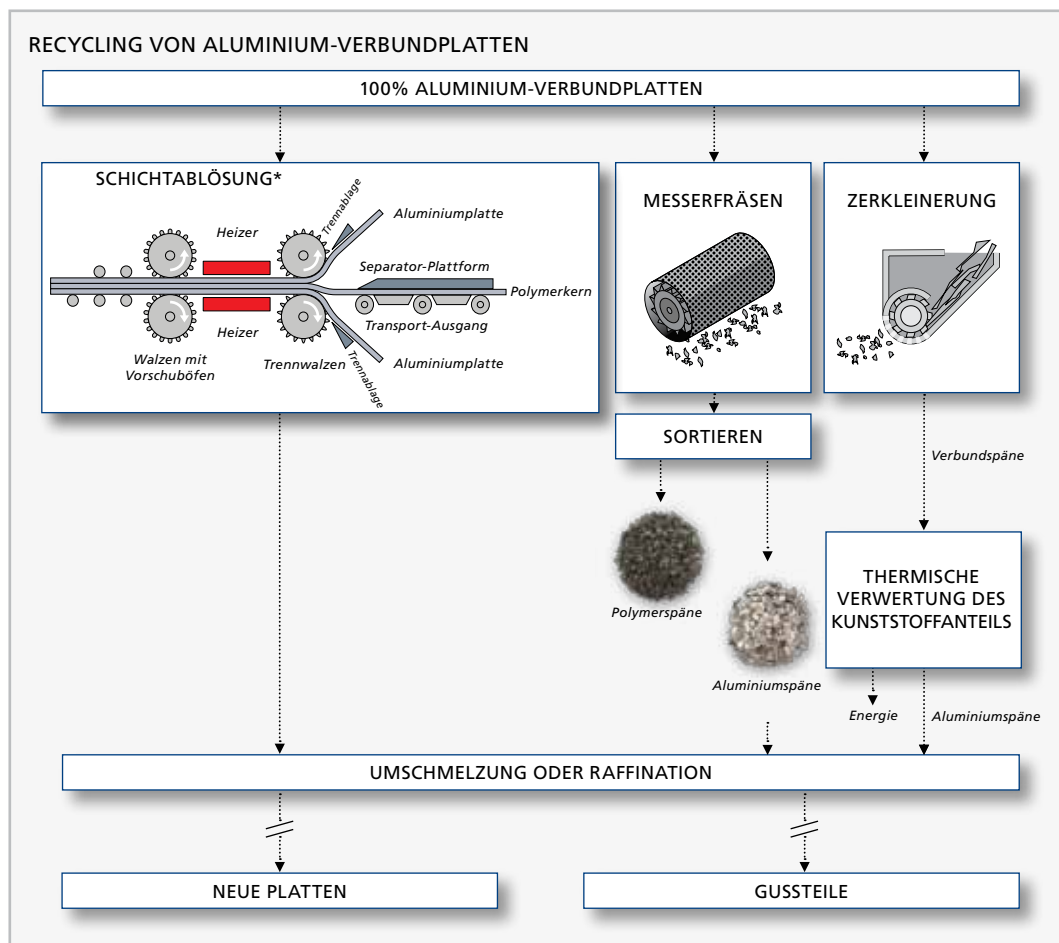 RECYCLING VON ALUMINIUM-VERBUNDPLATTEN
100% ALUMINIUM-VERBUNDPLATTEN
SCHICHTABLÖSUNG*
Trennablage
Aluminiumplatte
Heizer
Separator-Plattform
Polymerkern
Heizer
Transport-Ausgang
Walzen mit
Vorschuböfen
Trennwalzen
Trennablage
Aluminiumplatte
MESSERFRÄSEN
ZERKLEINERUNG
SORTIEREN
Verbundspäne
Polymerspäne
Aluminiumspäne
THERMISCHE
VERWERTUNG DES
KUNSTSTOFFANTEILS
Energie
Aluminiumspäne
UMSCHMELZUNG ODER RAFFINATION
NEUE PLATTEN
GUSSTEILE